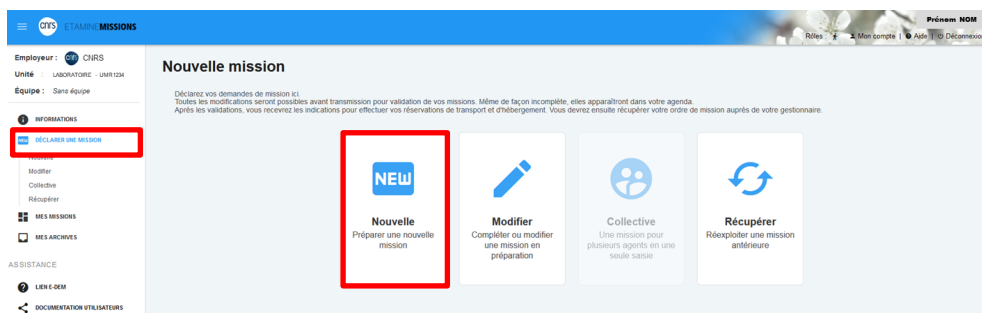 cnrs ETAMINEMISSIONS
Prénom NOM
Rôles Mon compte | Aide | Déconnexio
Employeur : CNRS
Unité : LABORATOIRE - UMR1234
Équipe : Sans équipe
INFORMATIONS
NEW DÉCLARER UNE MISSION
Nouvelle
Modifier
Collective
Récupérer
MES MISSIONS
MES ARCHIVES
ASSISTANCE
LIEN E-DEM
DOCUMENTATION UTILISATEURS
Nouvelle mission
Déclarez vos demandes de mission ici.
Toutes les modifications seront possibles avant transmission pour validation de vos missions. Même de façon incomplète, elles apparaîtront dans votre agenda.
Après les validations, vous recevrez les indications pour effectuer vos réservations de transport et d'hébergement. Vous devrez ensuite récupérer votre ordre de mission auprès de votre gestionnaire.
NEW
Nouvelle
Préparer une nouvelle
mission
Modifier
Compléter ou modifier
une mission en
préparation
Collective
Une mission pour
plusieurs agents en une
seule saisie
Récupérer
Réexploiter une mission
antérieure